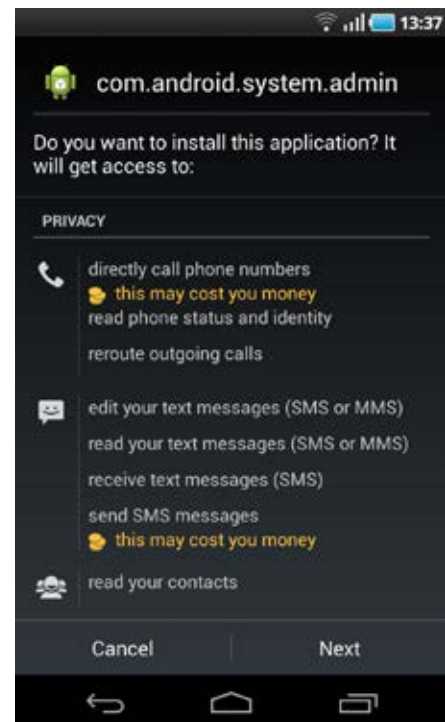 13:37
com.android.system.admin
Do you want to install this application? It
will get access to:
PRIVACY
directly call phone numbers
this may cost you money
read phone status and identity
reroute outgoing calls
edit your text messages (SMS or MMS)
read your text messages (SMS or MMS)
receive text messages (SMS)
send SMS messages
this may cost you money
read your contacts
Cancel
Next